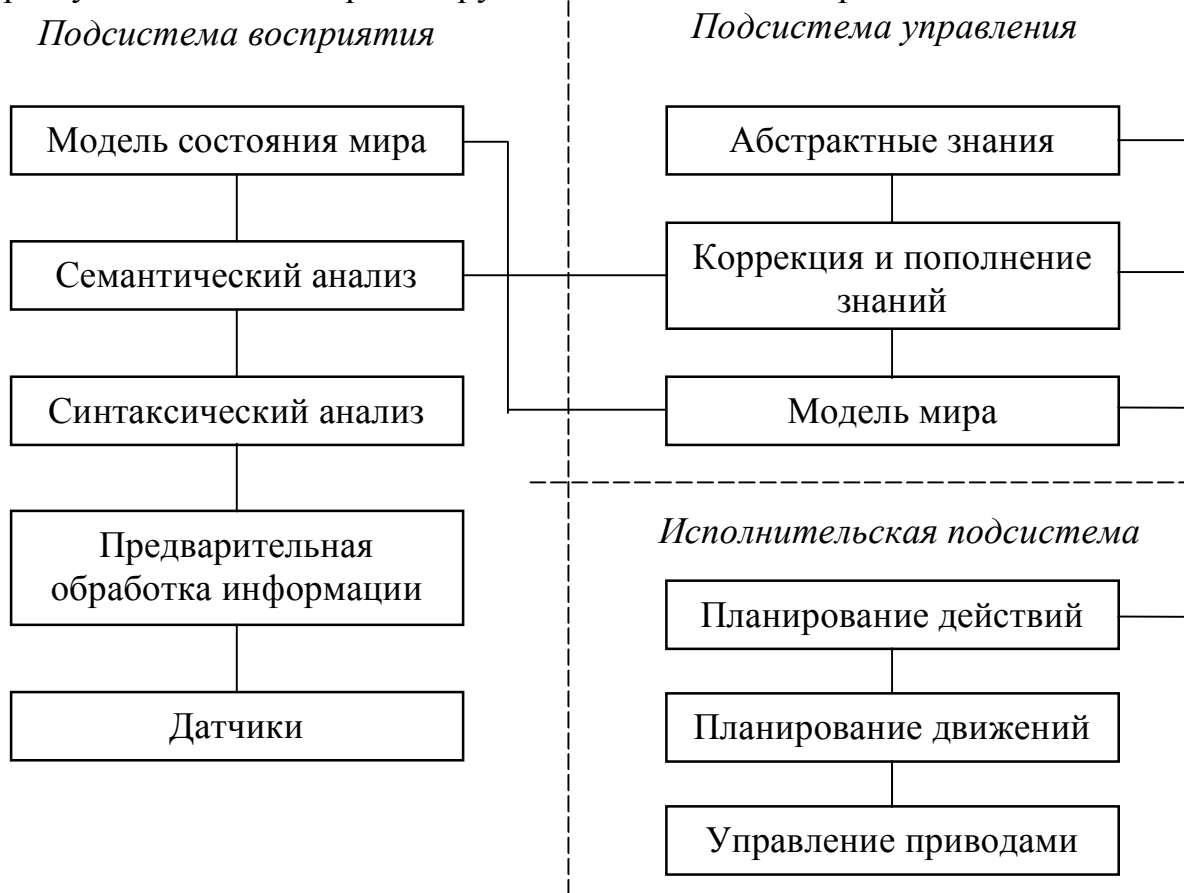 Подсистема восприятия
Модель состояния мира
Семантический анализ
Синтаксический анализ
Предварительная
обработка информации
Датчики
Подсистема управления
Абстрактные знания
Коррекция и пополнение
знаний
Модель мира
Исполнительская подсистема
Планирование действий
Планирование движений
Управление приводами